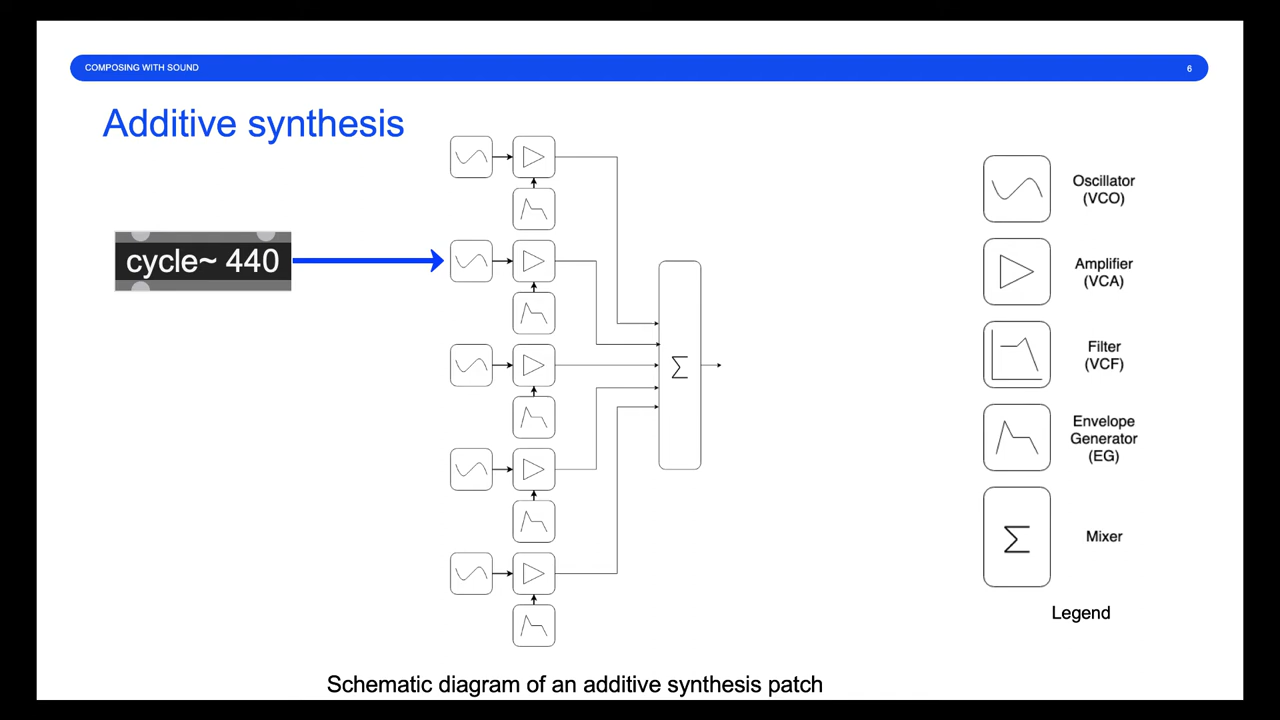 COMPOSING WITH SOUND
6
Additive synthesis
cycle~ 440
Σ
Oscillator
(VCO)
Amplifier
(VCA)
Filter
(VCF)
Envelope
Generator
(EG)
Σ
Mixer
Legend
Schematic diagram of an additive synthesis patch